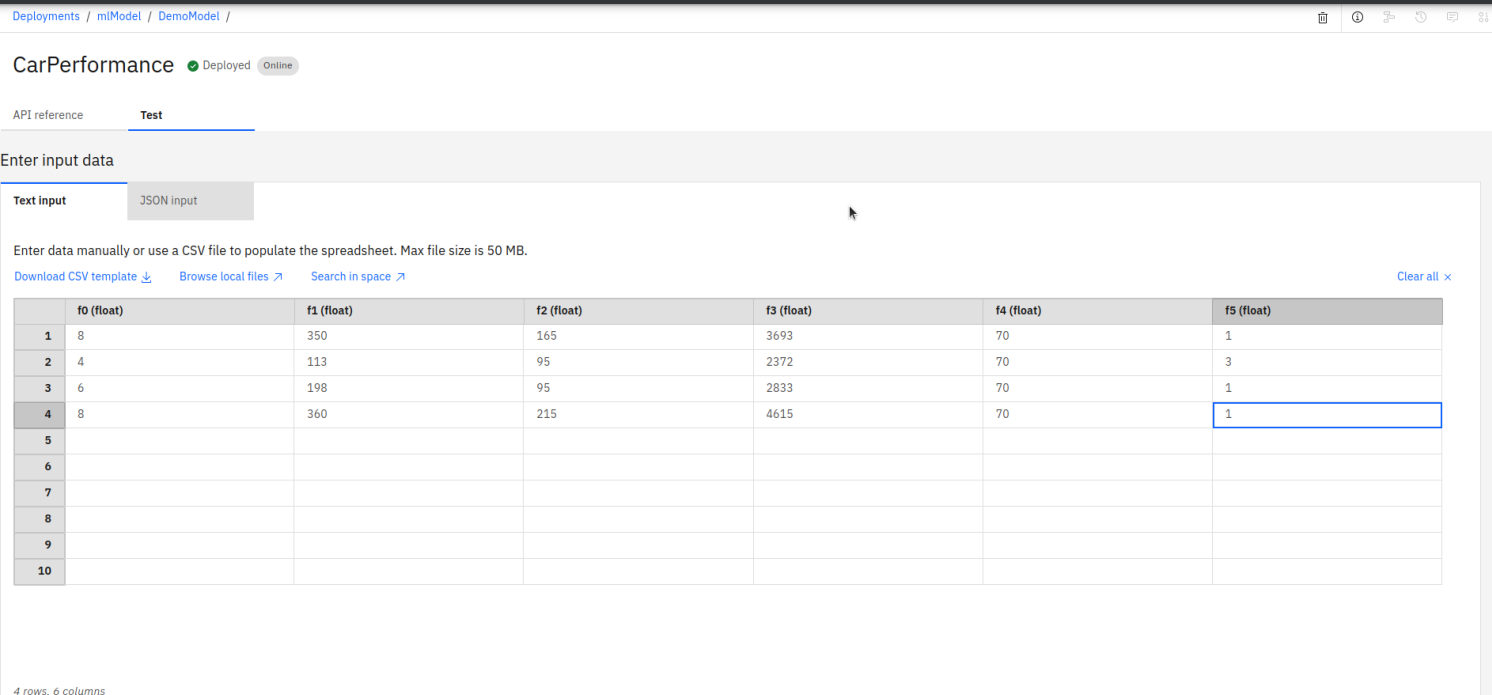 Deployments / mlModel / DemoModel /
CarPerformance Deployed Online
API reference Test
Enter input data
Text input JSON input
Enter data manually or use a CSV file to populate the spreadsheet. Max file size is 50 MB.
Download CSV template Browse local files Search in space Clear all ×
f0 (float) f1 (float) f2 (float) f3 (float) f4 (float) f5 (float)
1 8 350 165 3693 70 1
2 4 113 95 2372 70 3
3 6 198 95 2833 70 1
4 8 360 215 4615 70 1
5
6
7
8
9
10
4 rows, 6 columns